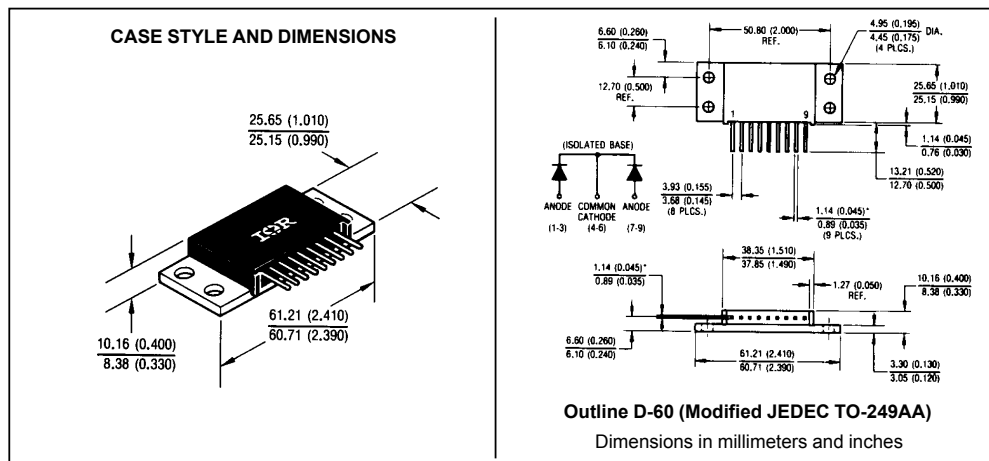 CASE STYLE AND DIMENSIONS
25.65 (1.010)
25.15 (0.990)
IOR
10.16 (0.400)
8.38 (0.330)
61.21 (2.410)
60.71 (2.390)
6.60 (0.260)
6.10 (0.240)
50.80 (2.000)
REF.
4.95 (0.195)
4.45 (0.175)
DIA.
(4 PLCS.)
12.70 (0.500)
REF.
25.65 (1.010)
25.15 (0.990)
1
9
1.14 (0.045)
0.76 (0.030)
13.21 (0.520)
12.70 (0.500)
(ISOLATED BASE)
ANODE
COMMON
CATHODE
ANODE
(1-3)
(4-6)
(7-9)
3.93 (0.155)
3.68 (0.145)
(8 PLCS.)
1.14 (0.045)*
0.89 (0.035)
(9 PLCS.)
38.35 (1.510)
37.85 (1.490)
1.14 (0.045)*
0.89 (0.035)
1.27 (0.050)
REF.
10.16 (0.400)
8.38 (0.330)
6.60 (0.260)
6.10 (0.240)
61.21 (2.410)
60.71 (2.390)
3.30 (0.130)
3.05 (0.120)
Outline D-60 (Modified JEDEC TO-249AA)
Dimensions in millimeters and inches